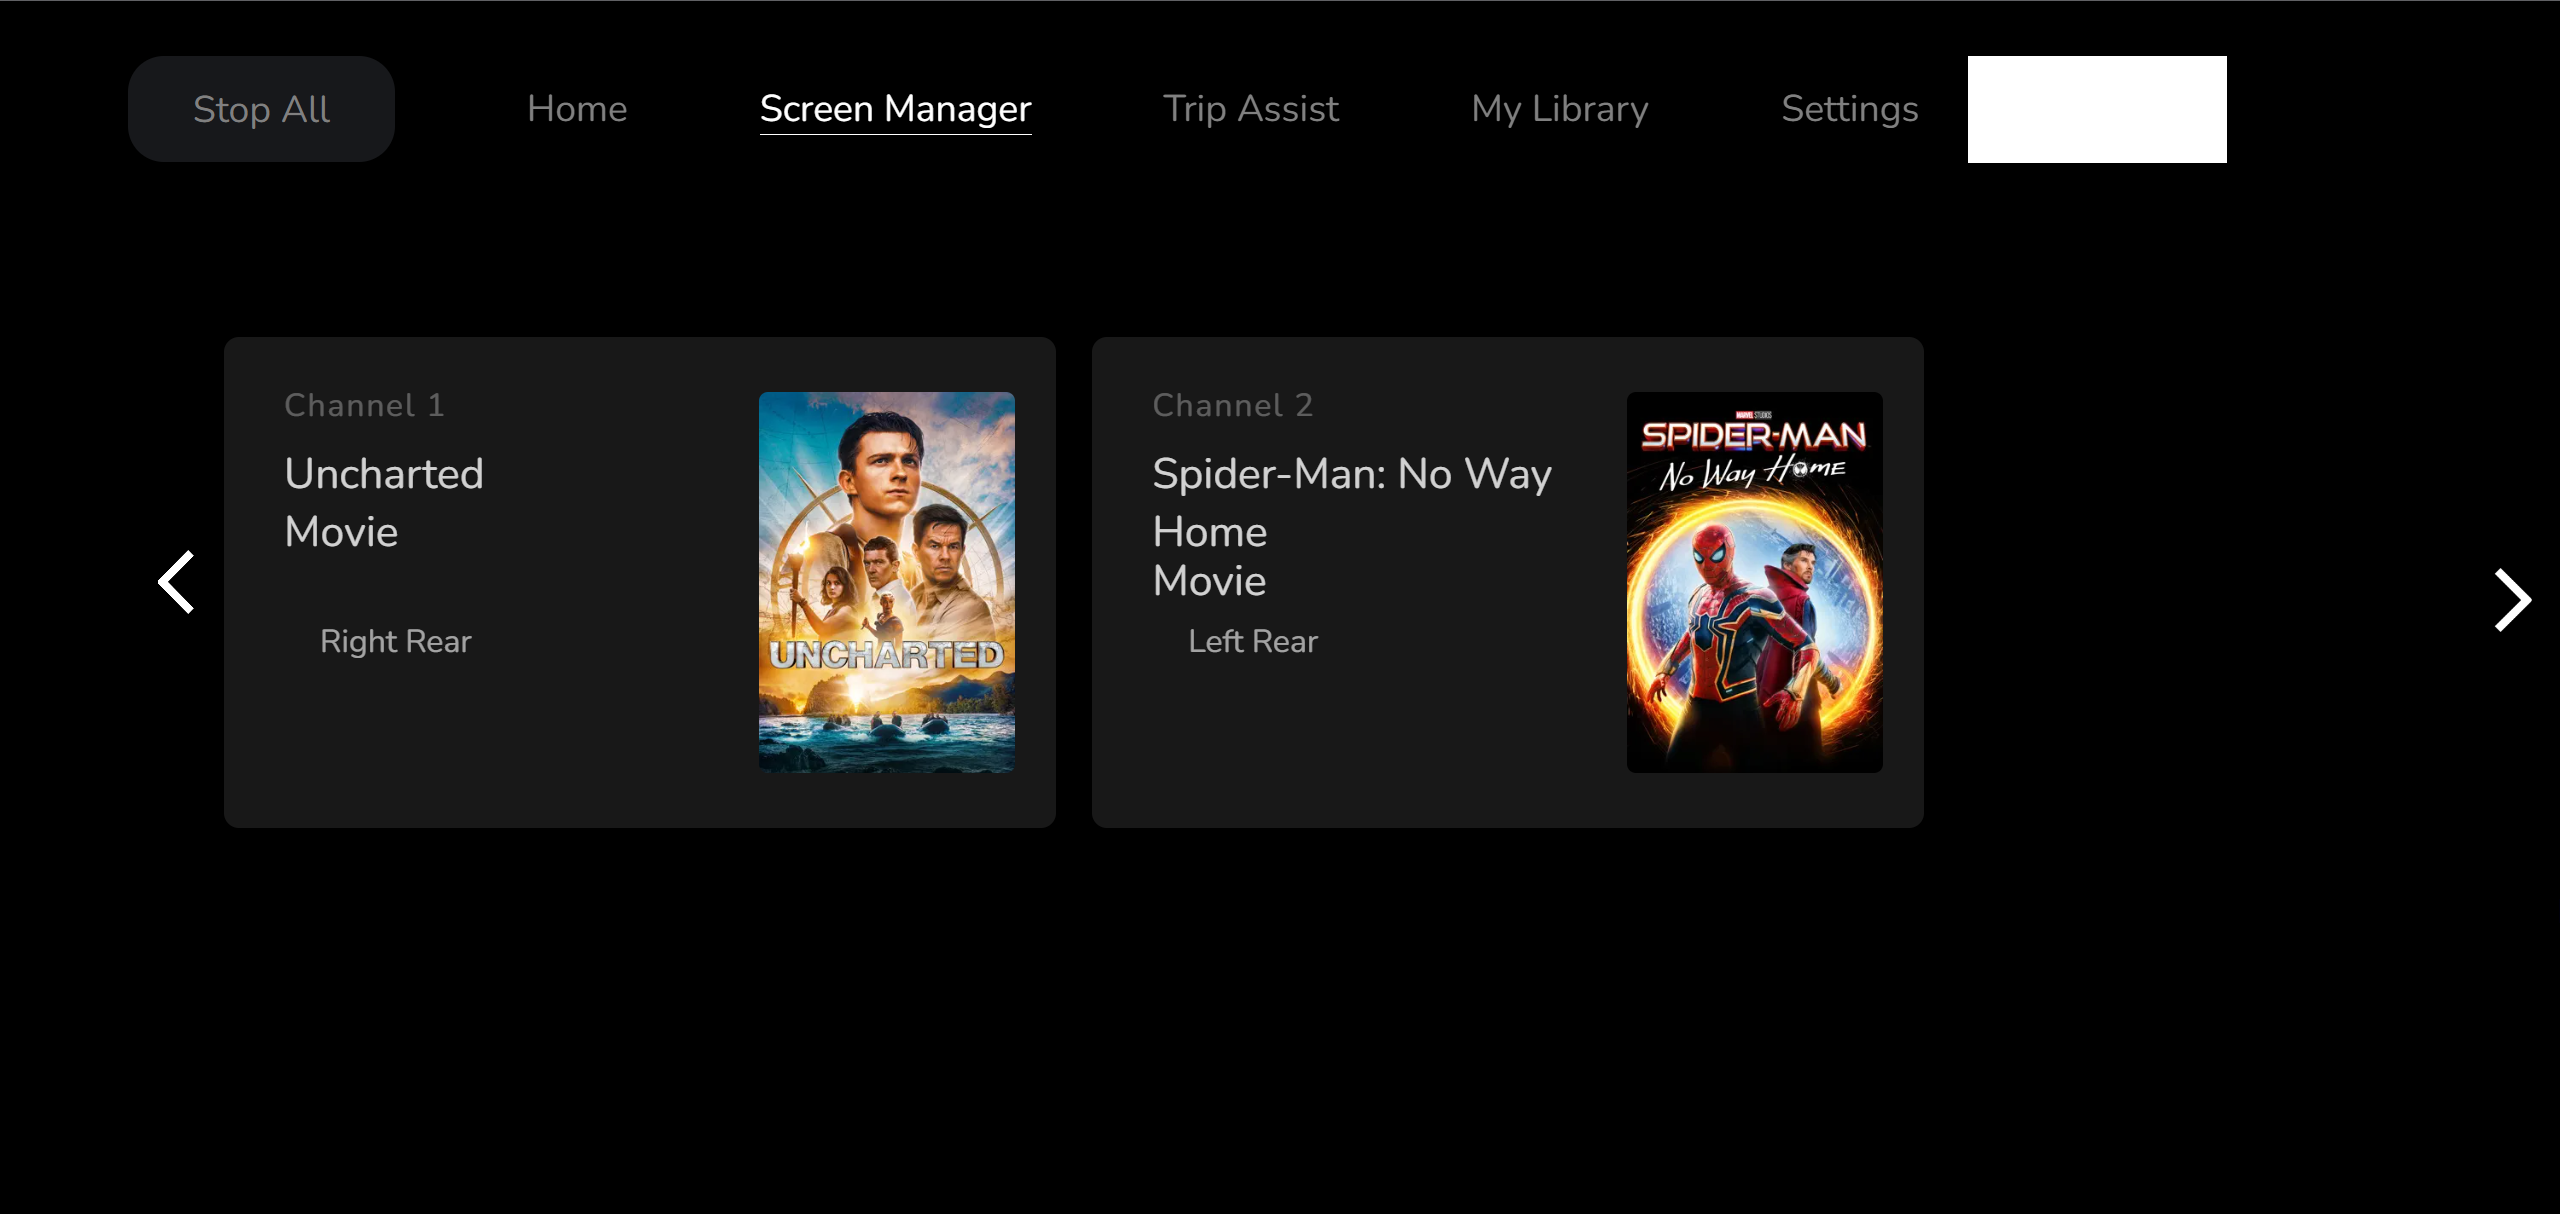 Stop All
Home
Screen Manager
Trip Assist
My Library
Settings
Channel 1
Uncharted
Movie
Right Rear
UNCHARTED
Channel 2
Spider-Man: No Way
Home
Movie
Left Rear
MARVEL STUDIOS
SPIDER-MAN
No Way Home